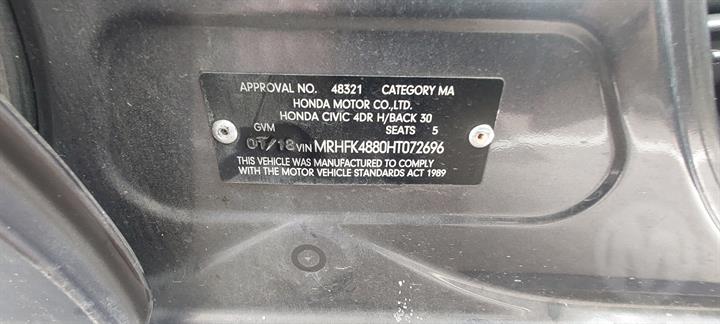 APPROVAL NO. 48321 CATEGORY MA
HONDA MOTOR CO.,LTD.
HONDA CIVIC 4DR H/BACK 30
GVM SEATS 5
07/18 VIN MRHFK4880HT072696
THIS VEHICLE WAS MANUFACTURED TO COMPLY
WITH THE MOTOR VEHICLE STANDARDS ACT 1989